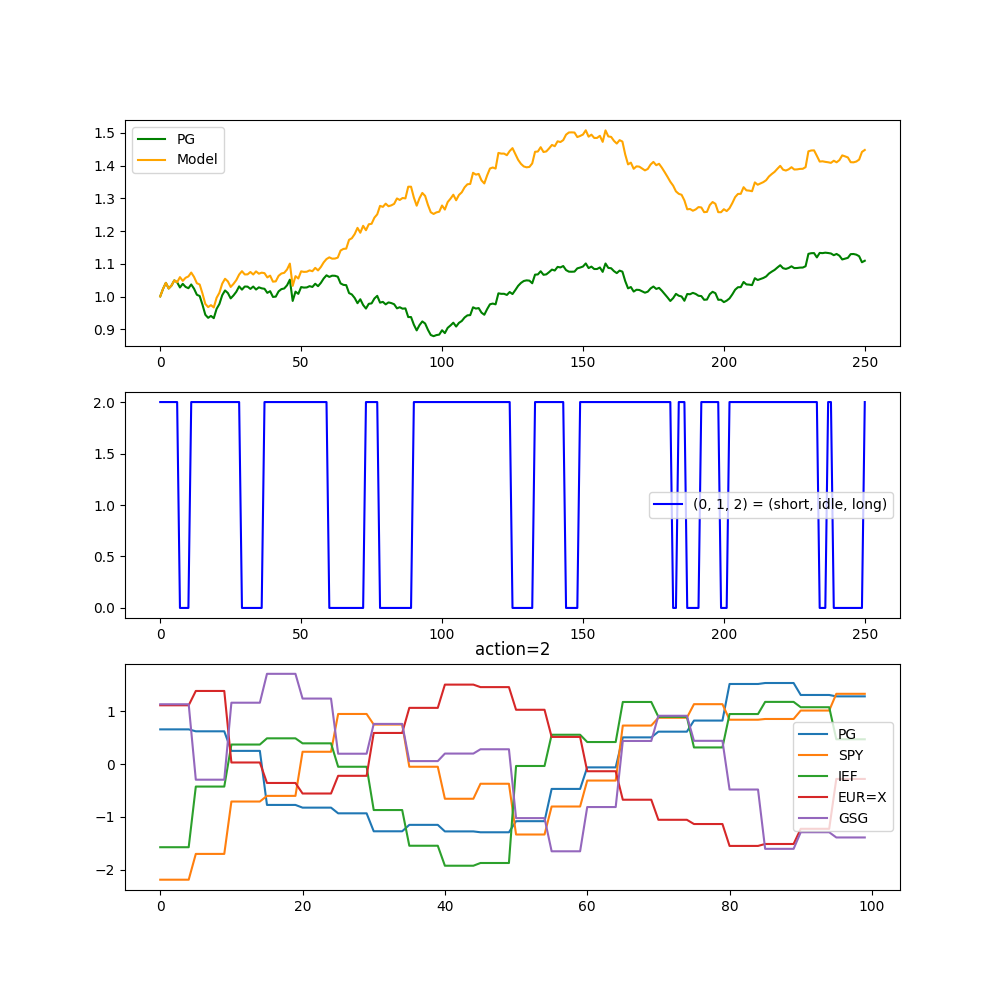 1.5
1.4
1.3
1.2
1.1
1.0
0.9
PG
Model
0 50 100 150 200 250
2.0
1.5
1.0
0.5
0.0
(0, 1, 2) = (short, idle, long)
0 50 100 150 200 250
action=2
1
0
−1
−2
PG
SPY
IEF
EUR=X
GSG
0 20 40 60 80 100